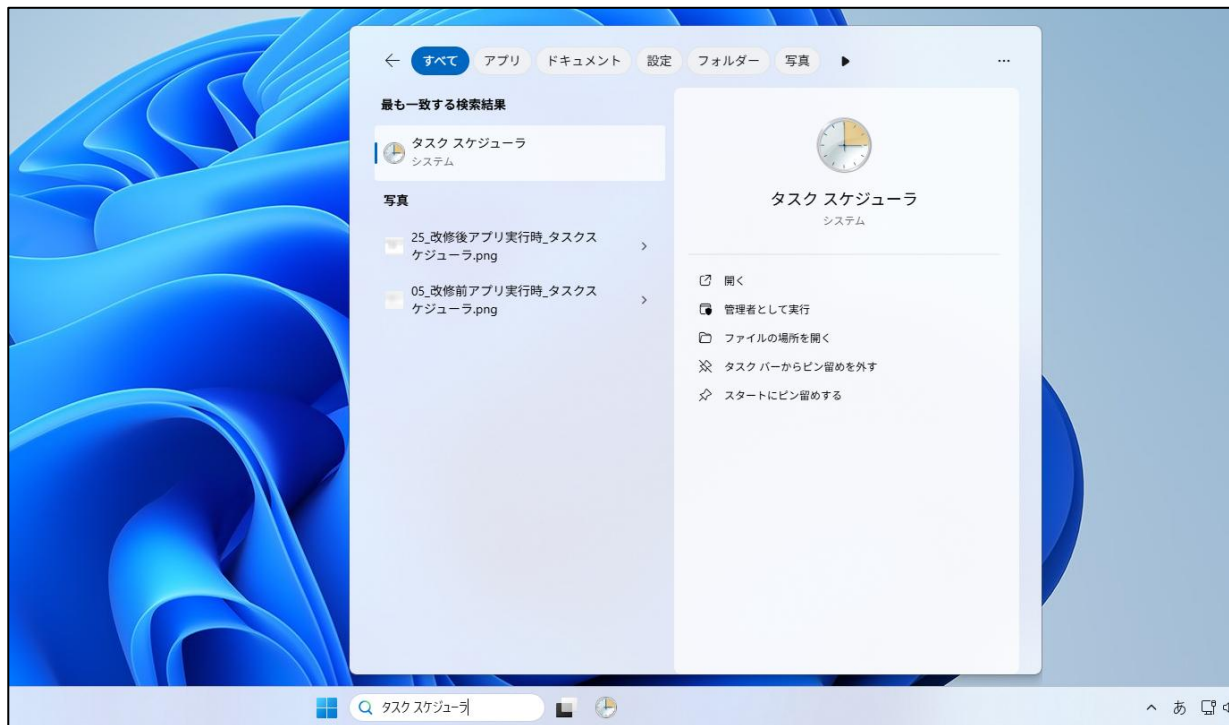 すべて アプリ ドキュメント 設定 フォルダー 写真 ...
最も一致する検索結果
タスク スケジューラ
システム
写真
25_改修後アプリ実行時_タスクス
ケジューラ.png
05_改修前アプリ実行時_タスクス
ケジューラ.png
タスク スケジューラ
システム
開く
管理者として実行
ファイルの場所を開く
タスク バーからピン留めを外す
スタートにピン留めする
タスク スケジューラ
あ